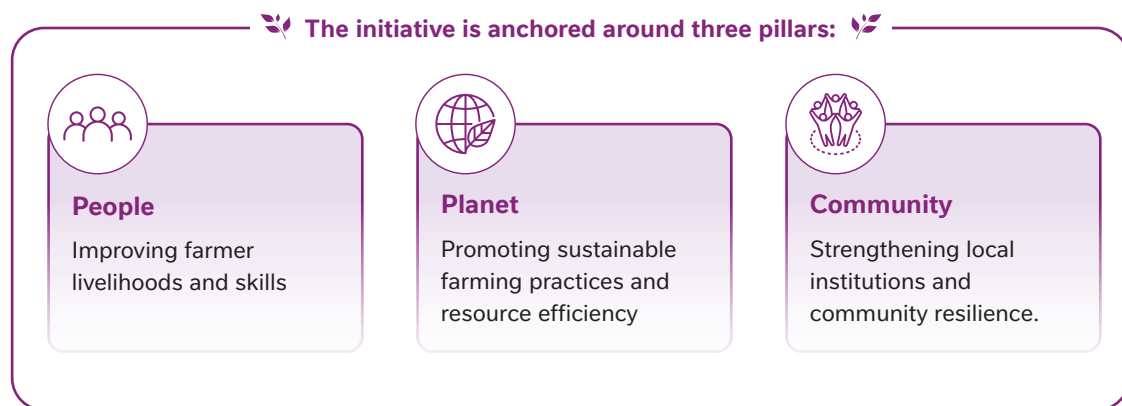 The initiative is anchored around three pillars:
People
Improving farmer
livelihoods and skills
Planet
Promoting sustainable
farming practices and
resource efficiency
Community
Strengthening local
institutions and
community resilience.